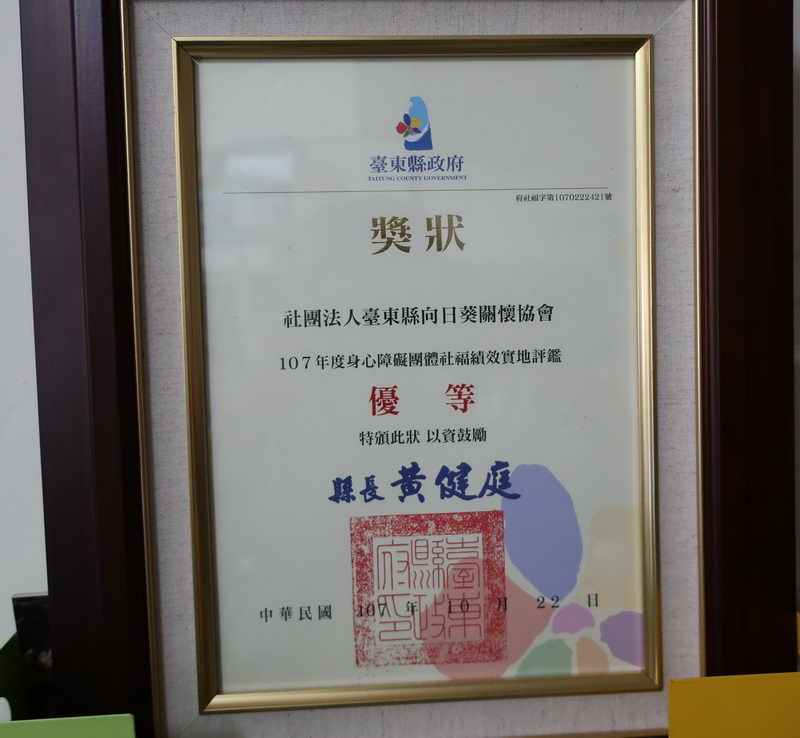 臺東縣政府
TAITUNG COUNTY GOVERNMENT
府社福字第1070222421號
獎狀
社團法人臺東縣向日葵關懷協會
107年度身心障礙團體社福績效實地評鑑
優 等
特頒此狀 以資鼓勵
縣長 黃健庭
臺東縣政府印
中華民國 107 年 10 月 22 日